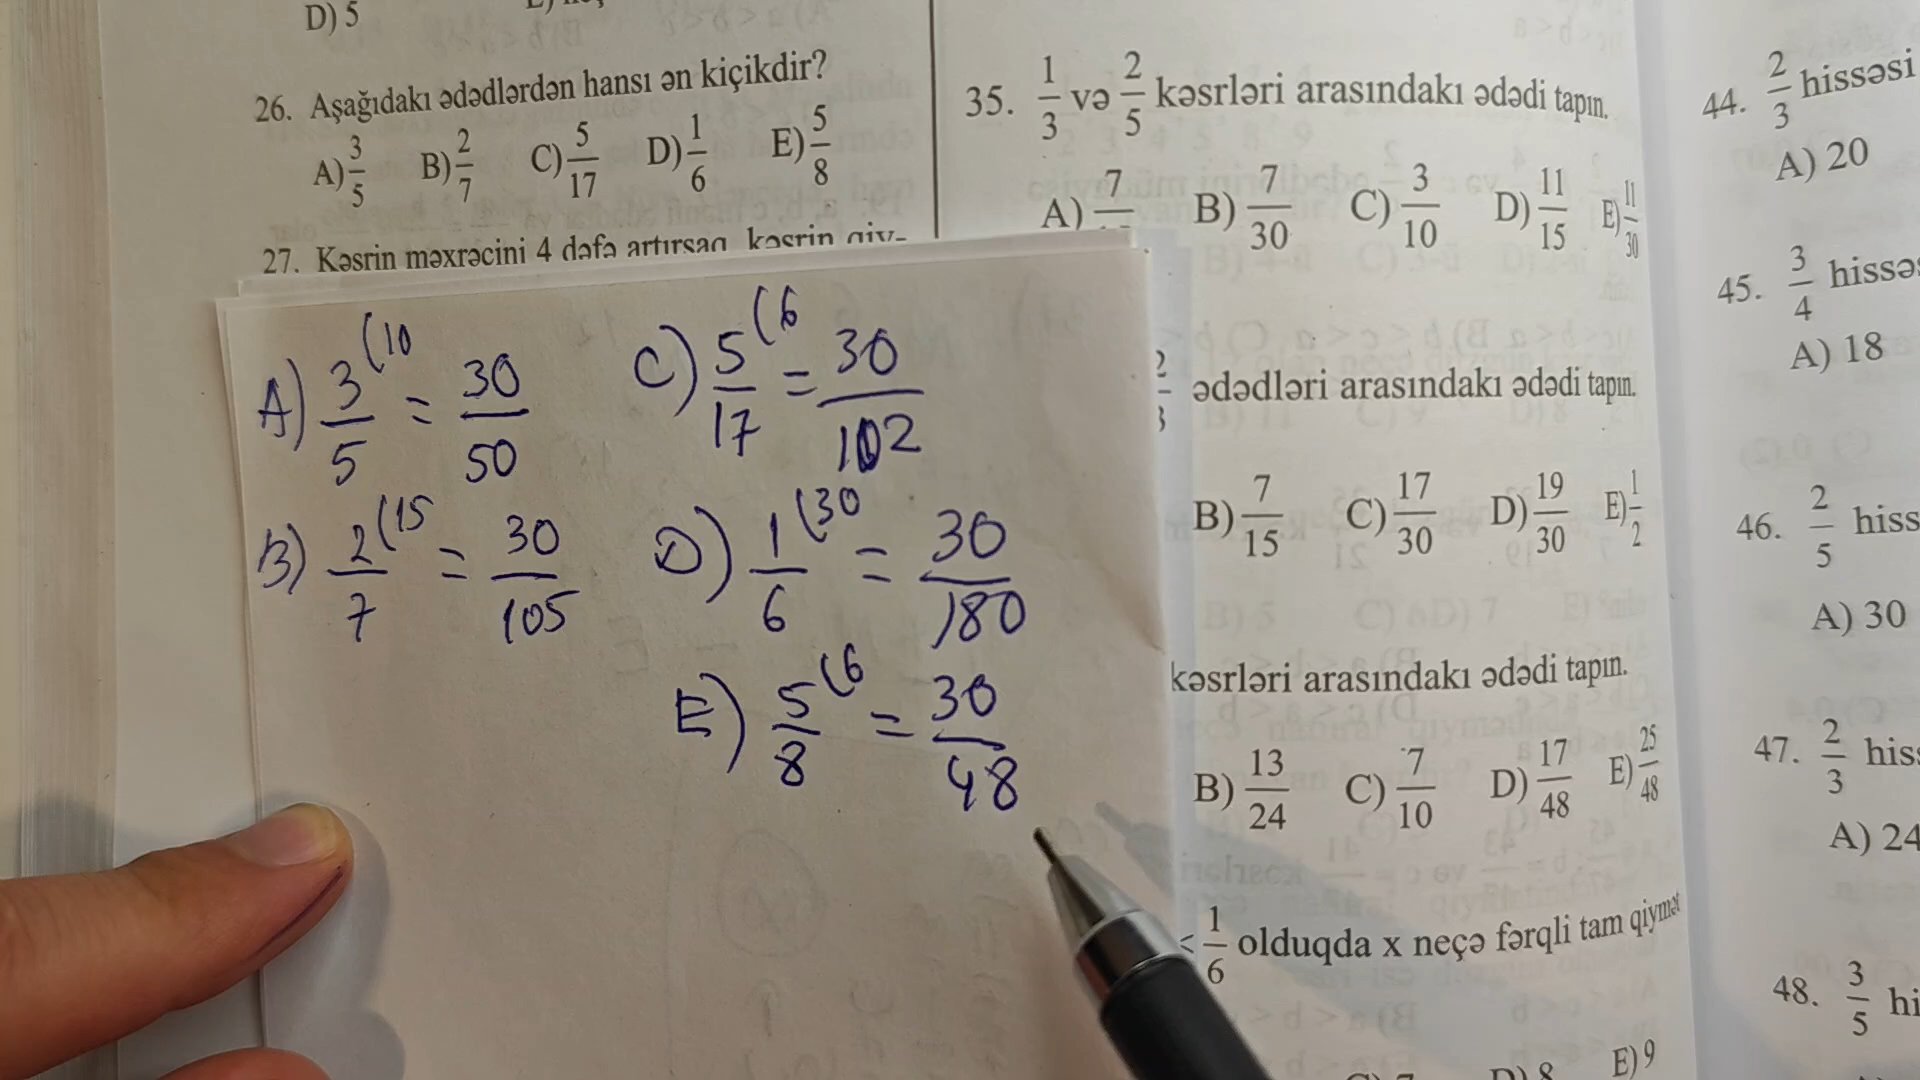 D) 5
26. Aşağıdakı ədədlərdən hansı ən kiçikdir?
A) 3/5 B) 2/7 C) 5/17 D) 1/6 E) 5/8
27. Kəsrin məxrəcini 4 dəfə artırsaq, kəsrin qiy-
A) 3/5 (10 = 30/50
B) 2/7 (15 = 30/105
C) 5/17 (6 = 30/102
D) 1/6 (30 = 30/180
E) 5/8 (6 = 30/48
35. 1/3 və 2/5 kəsrləri arasındakı ədədi tapın.
A) 7/ B) 7/30 C) 3/10 D) 11/15 E) 11/30
2/3 ədədləri arasındakı ədədi tapın.
B) 7/15 C) 17/30 D) 19/30 E) 1/2
kəsrləri arasındakı ədədi tapın.
B) 13/24 C) 7/10 D) 17/48 E) 25/48
< 1/6 olduqda x neçə fərqli tam qiymət
D) 8 E) 9
44. 2/3 hissəsi
A) 20
45. 3/4 hissəs
A) 18
46. 2/5 hiss
A) 30
47. 2/3 hiss
A) 24
48. 3/5 hi